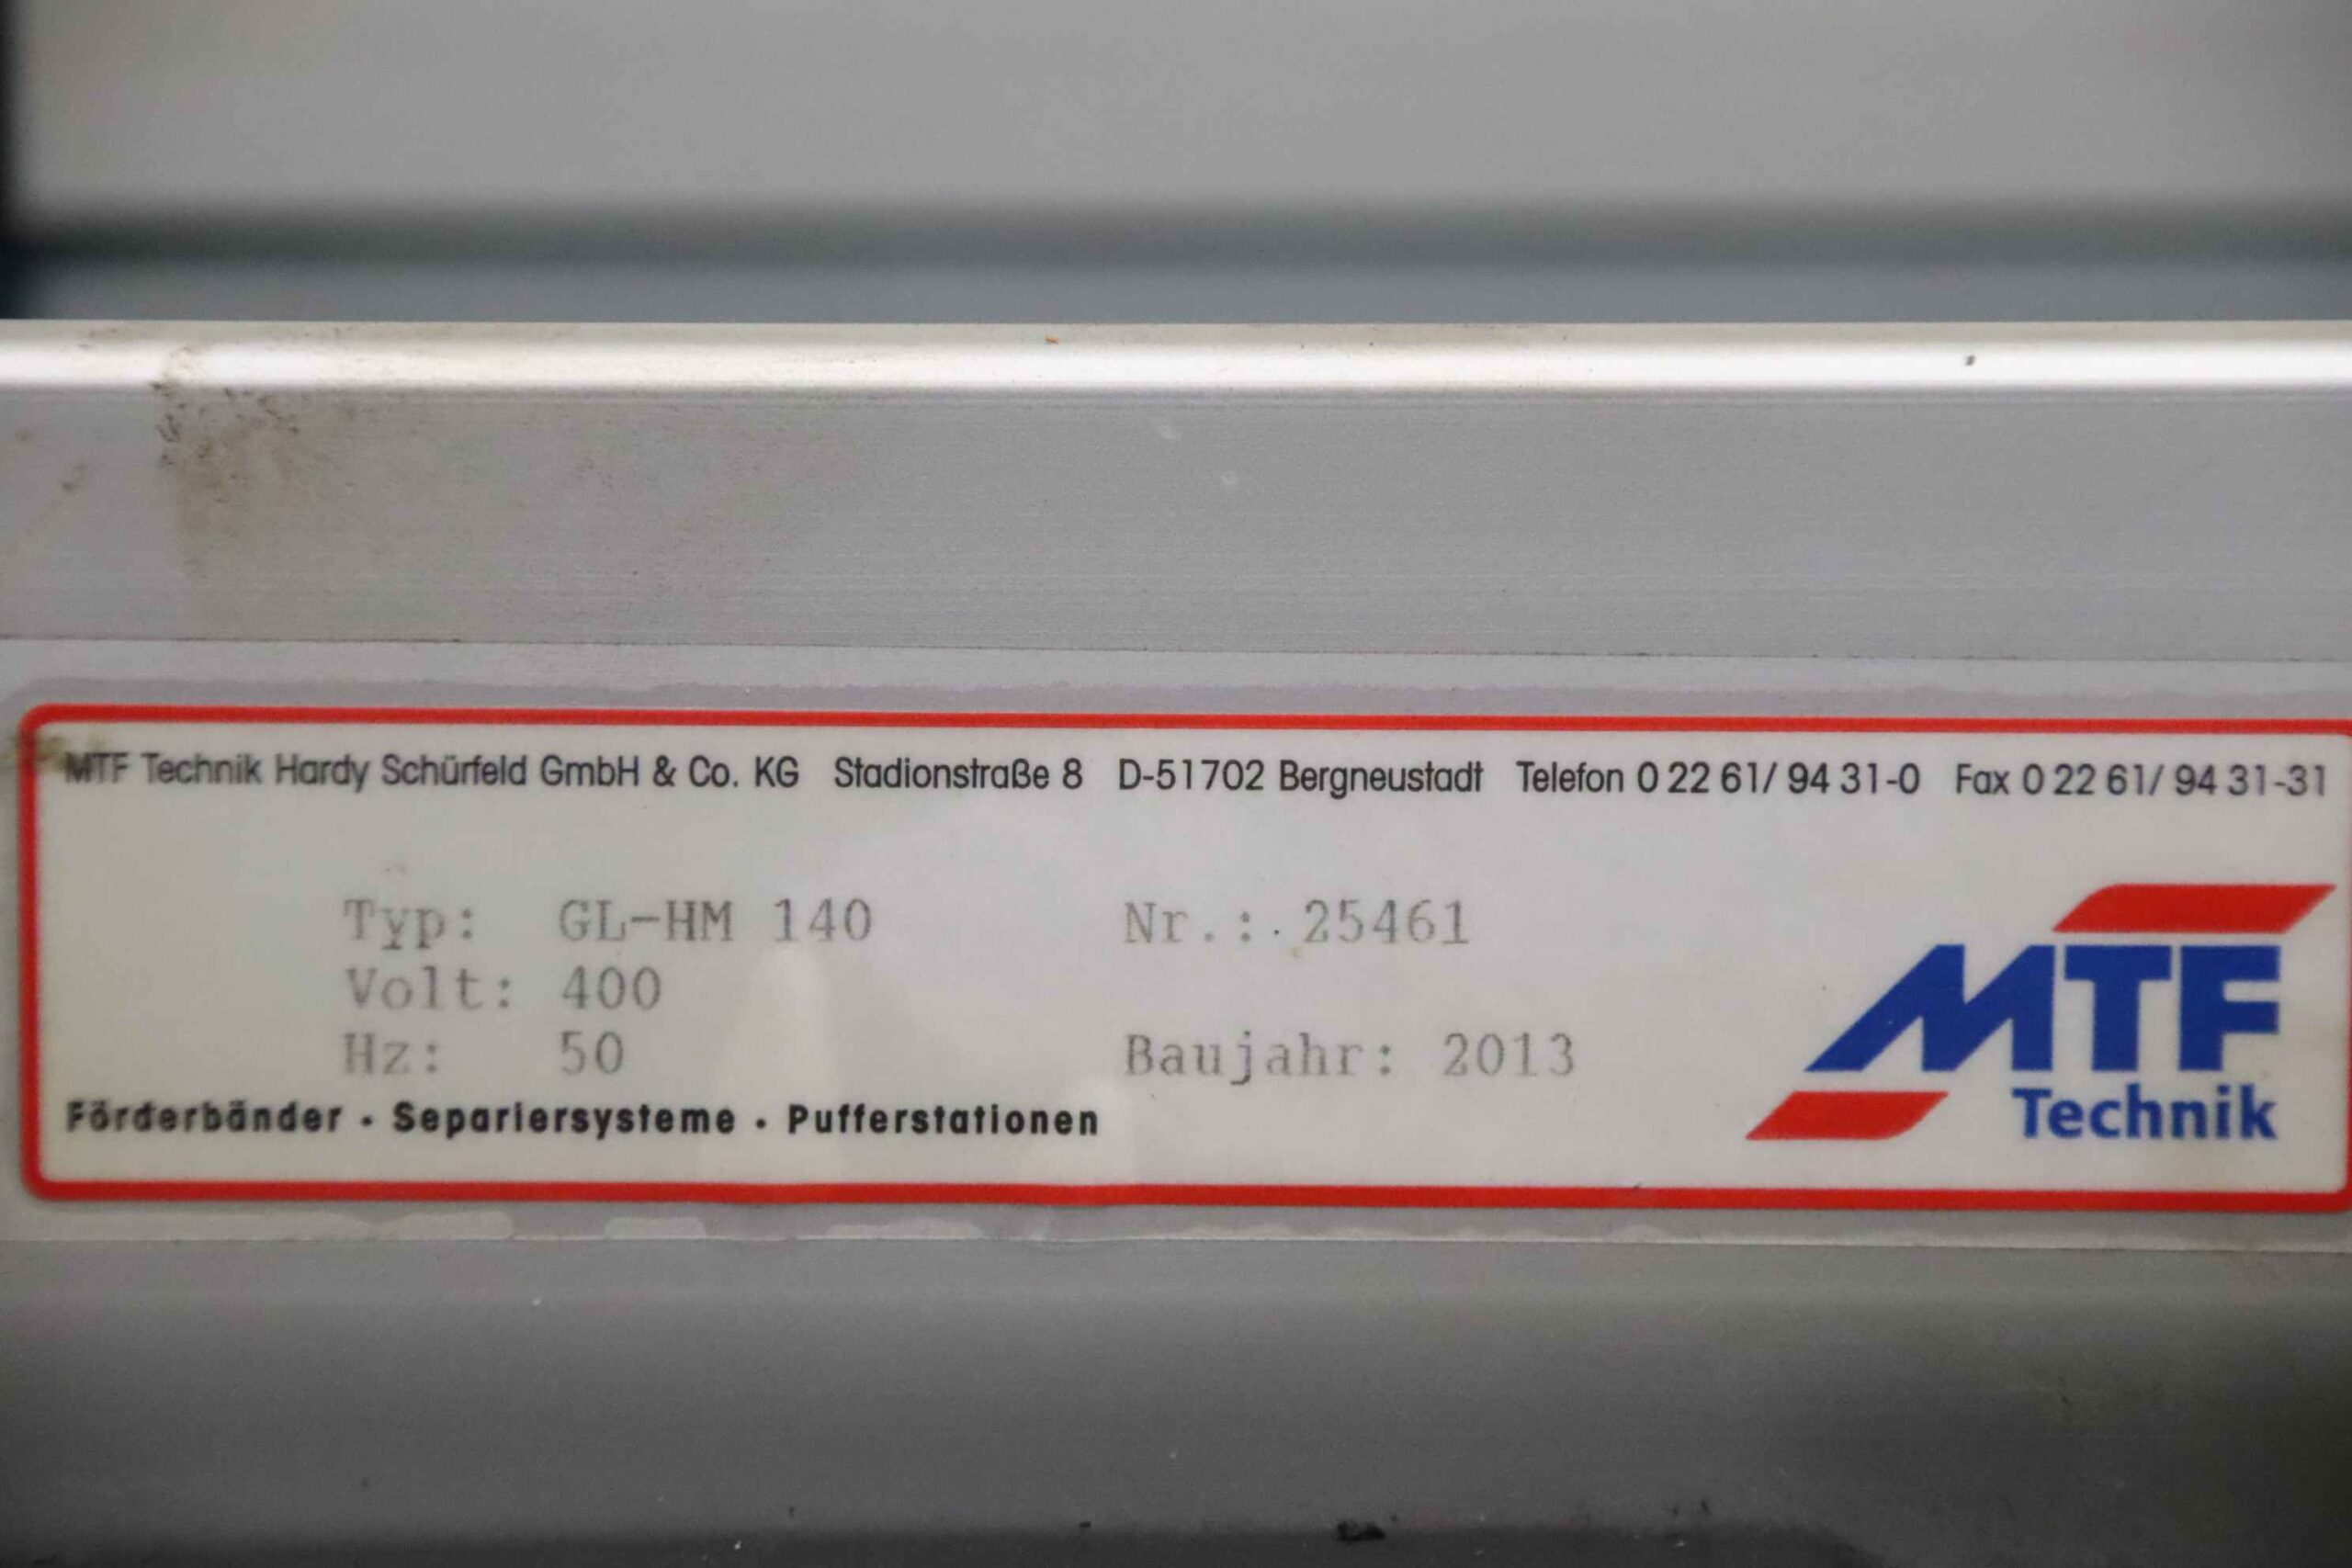 MTF Technik Hardy Schürfeld GmbH & Co. KG Stadionstraße 8 D-51702 Bergneustadt Telefon 0 22 61/ 94 31-0 Fax 0 22 61/ 94 31-31
Typ: GL-HM 140 Nr.: 25461
Volt: 400
Hz: 50 Baujahr: 2013
Förderbänder · Separiersysteme · Pufferstationen
MTF
Technik